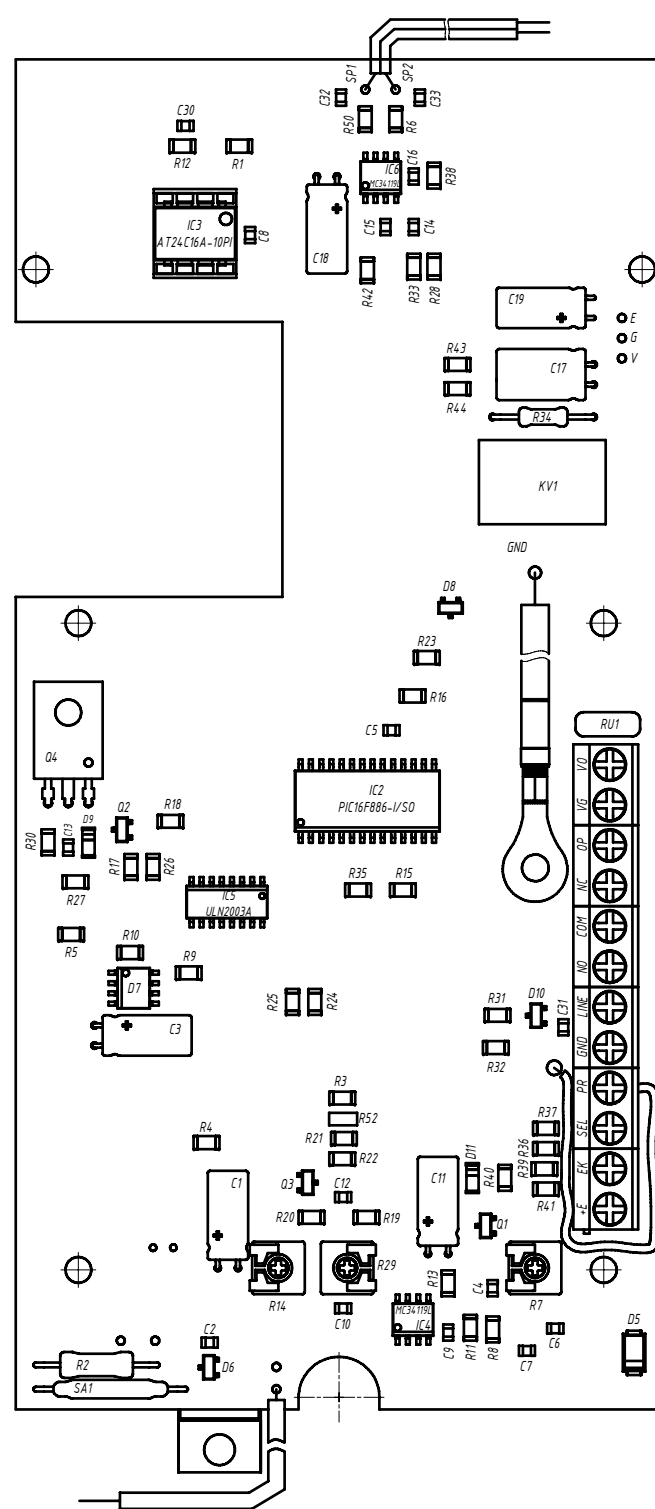 SP1
SP2
C32
C33
C30
R50
R6
R12
R1
C16
IC6
MC34119L
R38
IC3
AT24C16A-10PI
C8
C18
C15
C14
R42
R33
R28
C19
E
G
V
R43
C17
R44
R34
KV1
GND
D8
R23
R16
C5
RU1
Q4
VO
VG
OP
NC
COM
NO
LINE
GND
PR
SEL
EK
+E
IC2
PIC16F886-I/SO
Q2
R18
R30
C13
D9
R17
R26
R27
R35
R15
IC5
ULN2003A
R5
R10
R9
D7
R25
R24
R31
D10
C31
C3
R32
R3
R52
R4
R21
R22
R37
R36
R39
R41
C1
Q3
C12
C11
D11
R40
R20
R19
Q1
R29
R14
R13
C4
R7
C10
MC34119L
IC4
C9
R11
R8
C7
C6
D5
C2
R2
D6
SA1